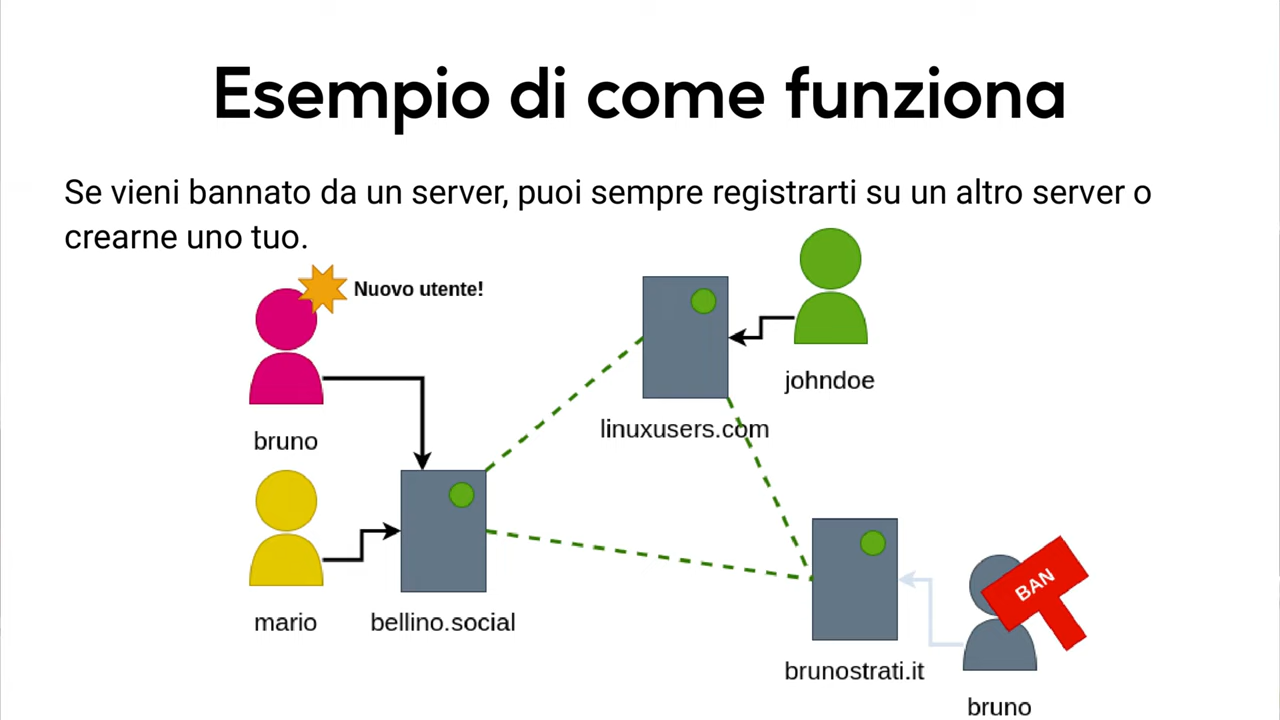 Esempio di come funziona
Se vieni bannato da un server, puoi sempre registrarti su un altro server o
crearne uno tuo.
Nuovo utente!
johndoe
linuxusers.com
bruno
mario
bellino.social
BAN
brunostrati.it
bruno